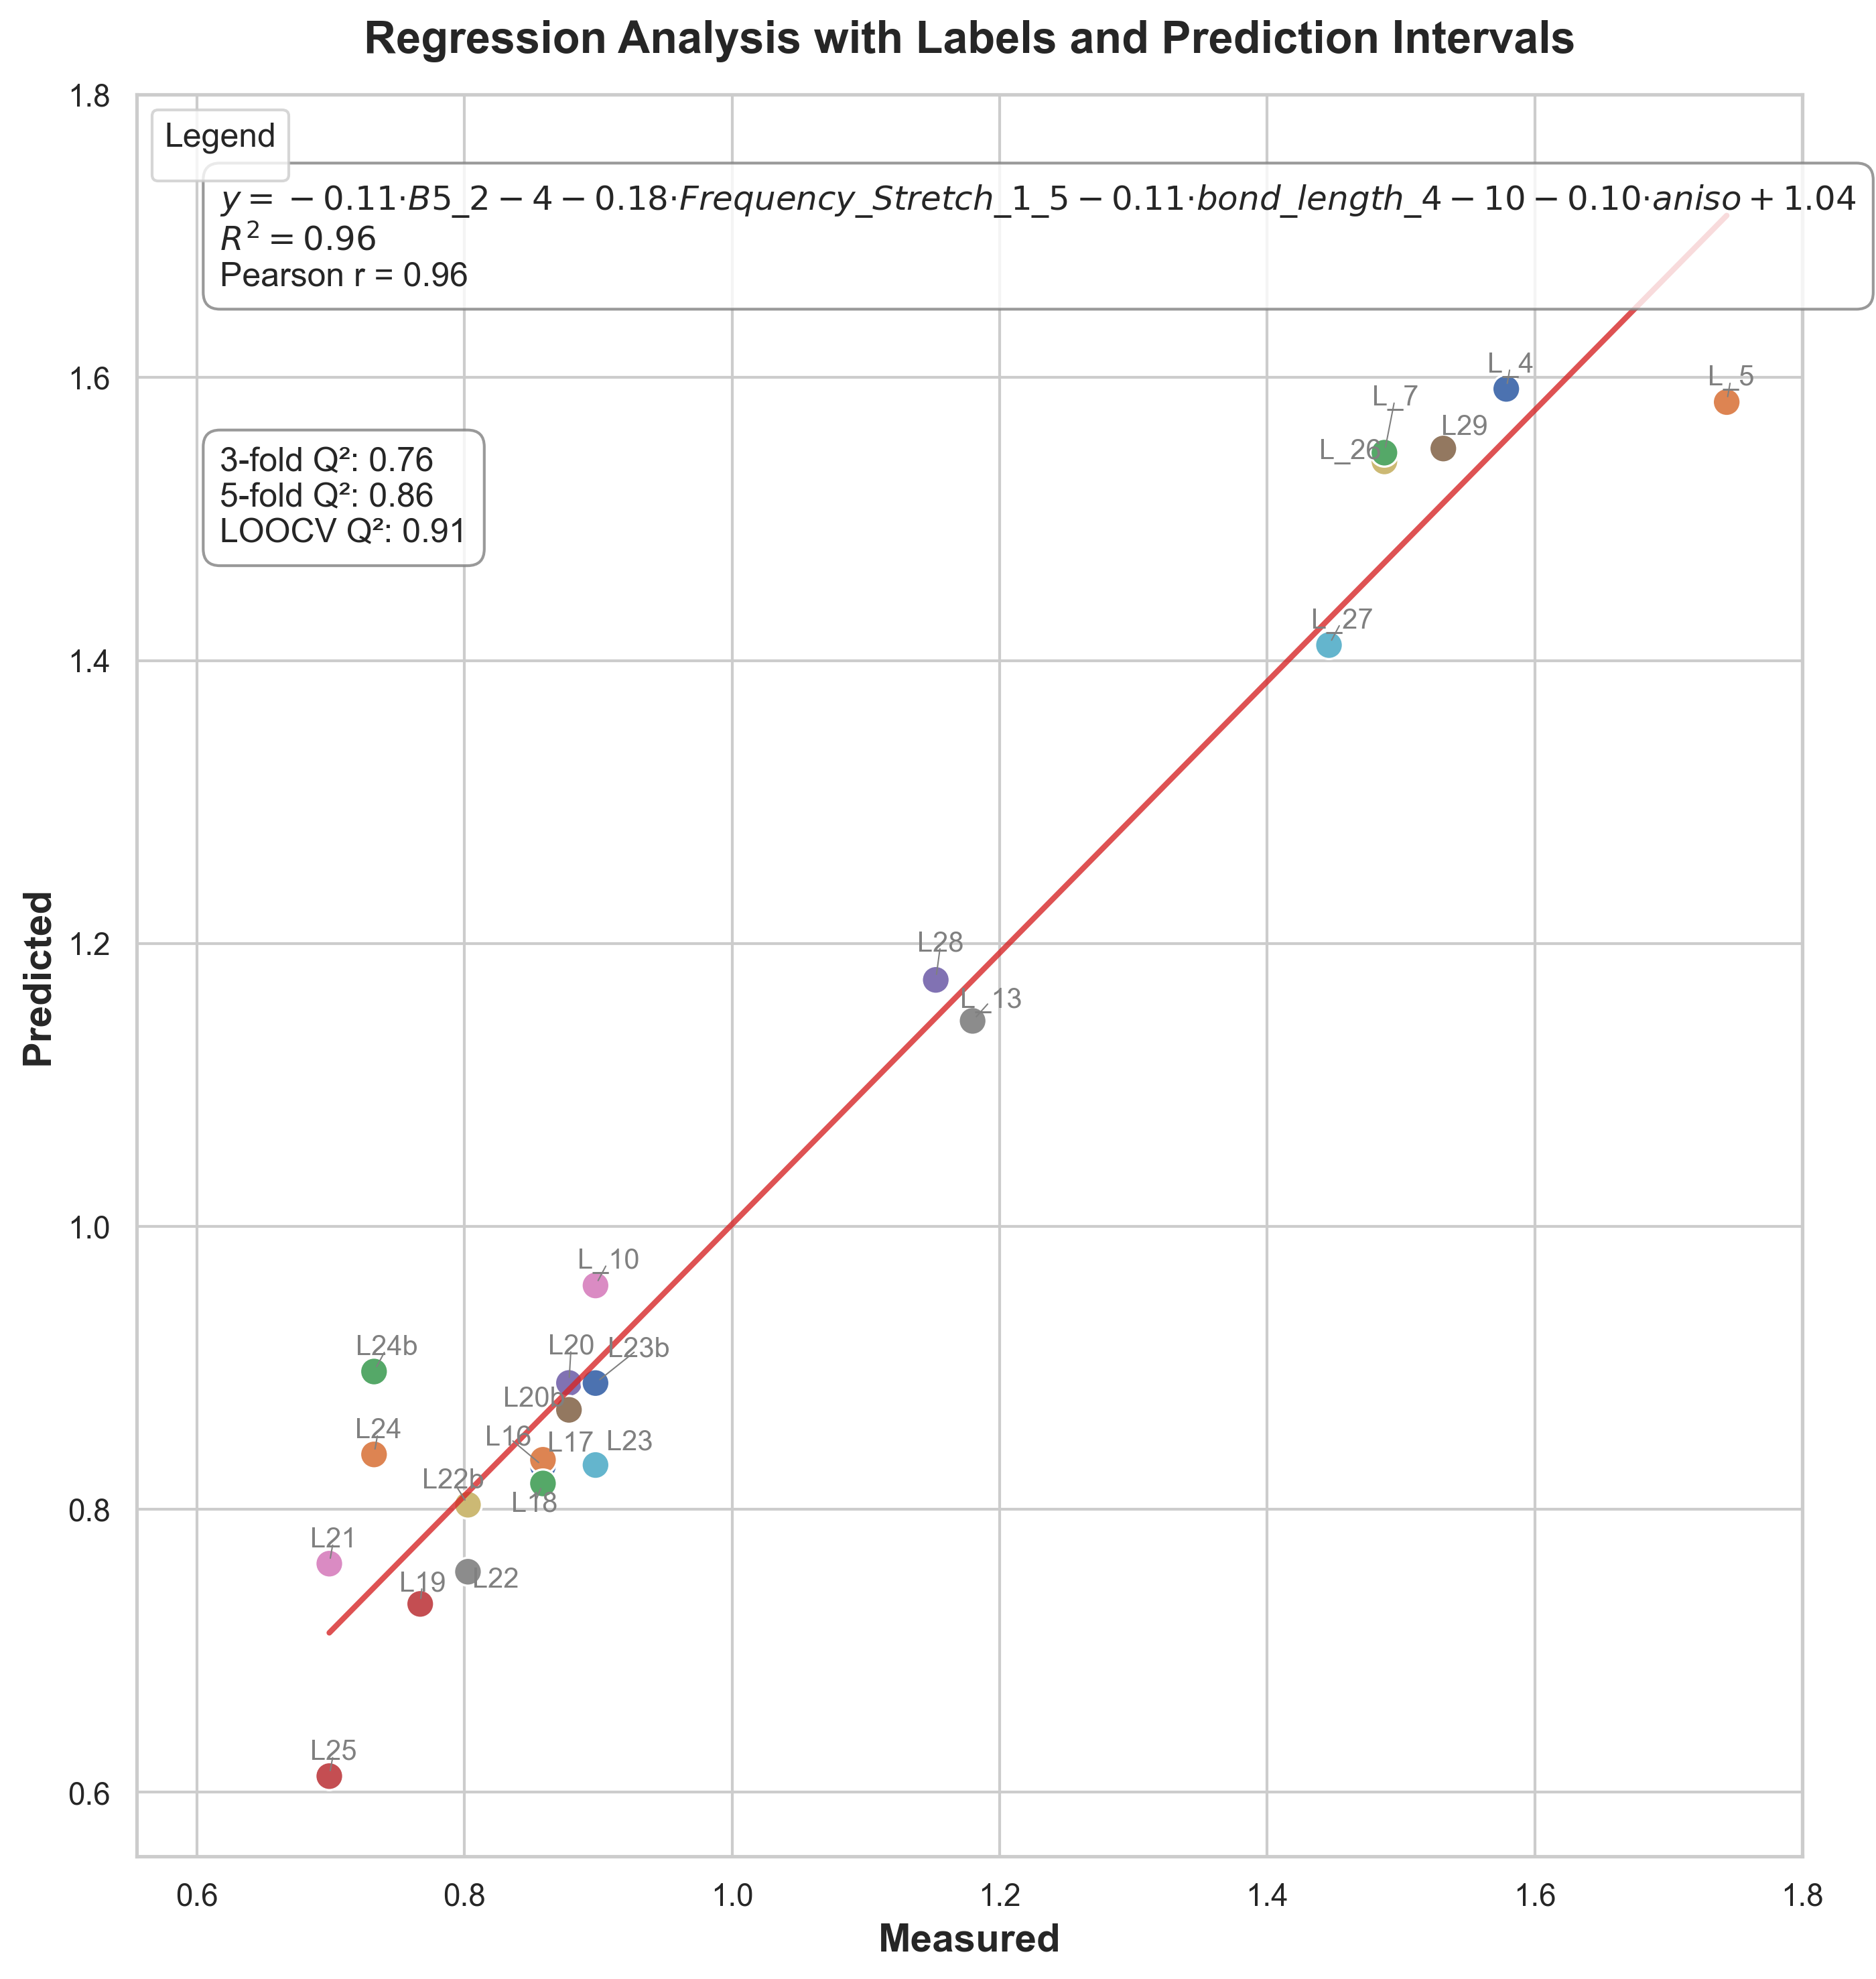 Regression Analysis with Labels and Prediction Intervals
1.8
1.6
1.4
1.2
1.0
0.8
0.6
Predicted
Legend
y = −0.11·B5_2 − 4 − 0.18·Frequency_Stretch_1_5 − 0.11·bond_length_4 − 10 − 0.10·aniso + 1.04
R² = 0.96
Pearson r = 0.96
3-fold Q²: 0.76
5-fold Q²: 0.86
LOOCV Q²: 0.91
L_4
L_5
L_7
L29
L_26
L_27
L28
L_13
L_10
L24b
L20
L23b
L20b
L24
L16
L17
L23
L22b
L18
L21
L19
L22
L25
0.6
0.8
1.0
1.2
1.4
1.6
1.8
Measured